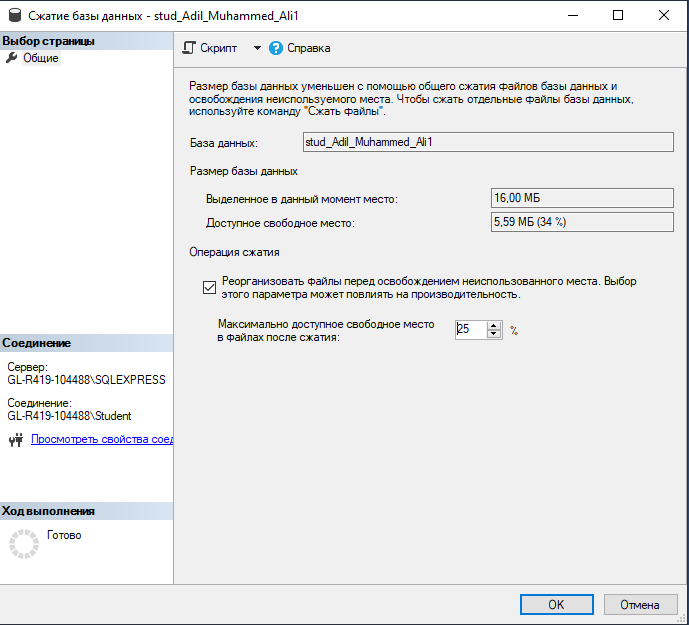 Сжатие базы данных - stud_Adil_Muhammed_Ali1
Выбор страницы
Общие
Скрипт
Справка
Размер базы данных уменьшен с помощью общего сжатия файлов базы данных и
освобождения неиспользуемого места. Чтобы сжать отдельные файлы базы данных,
используйте команду "Сжать файлы".
База данных:
stud_Adil_Muhammed_Ali1
Размер базы данных
Выделенное в данный момент место:
16,00 МБ
Доступное свободное место:
5,59 МБ (34 %)
Операция сжатия
Реорганизовать файлы перед освобождением неиспользованного места. Выбор
этого параметра может повлиять на производительность.
Максимально доступное свободное место
в файлах после сжатия:
25
%
Соединение
Сервер:
GL-R419-104488\SQLEXPRESS
Соединение:
GL-R419-104488\Student
Просмотреть свойства соед
Ход выполнения
Готово
OK
Отмена